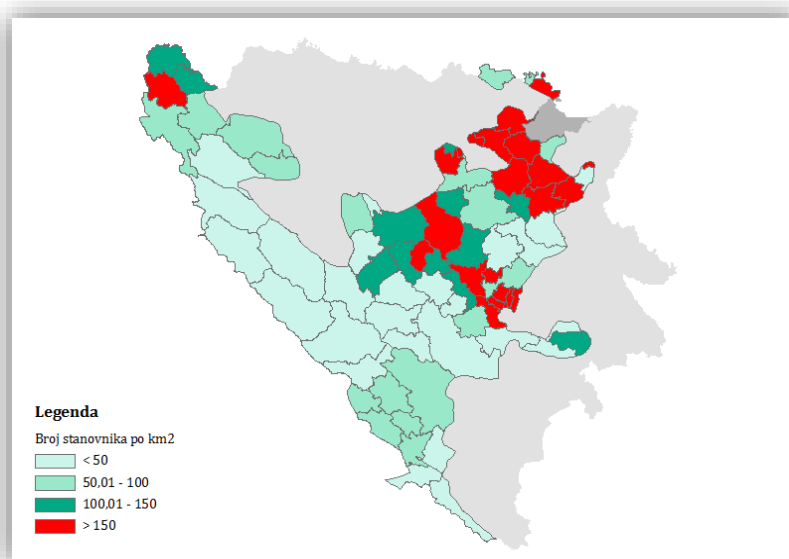 Legenda
Broj stanovnika po km2
< 50
50,01 - 100
100,01 - 150
> 150